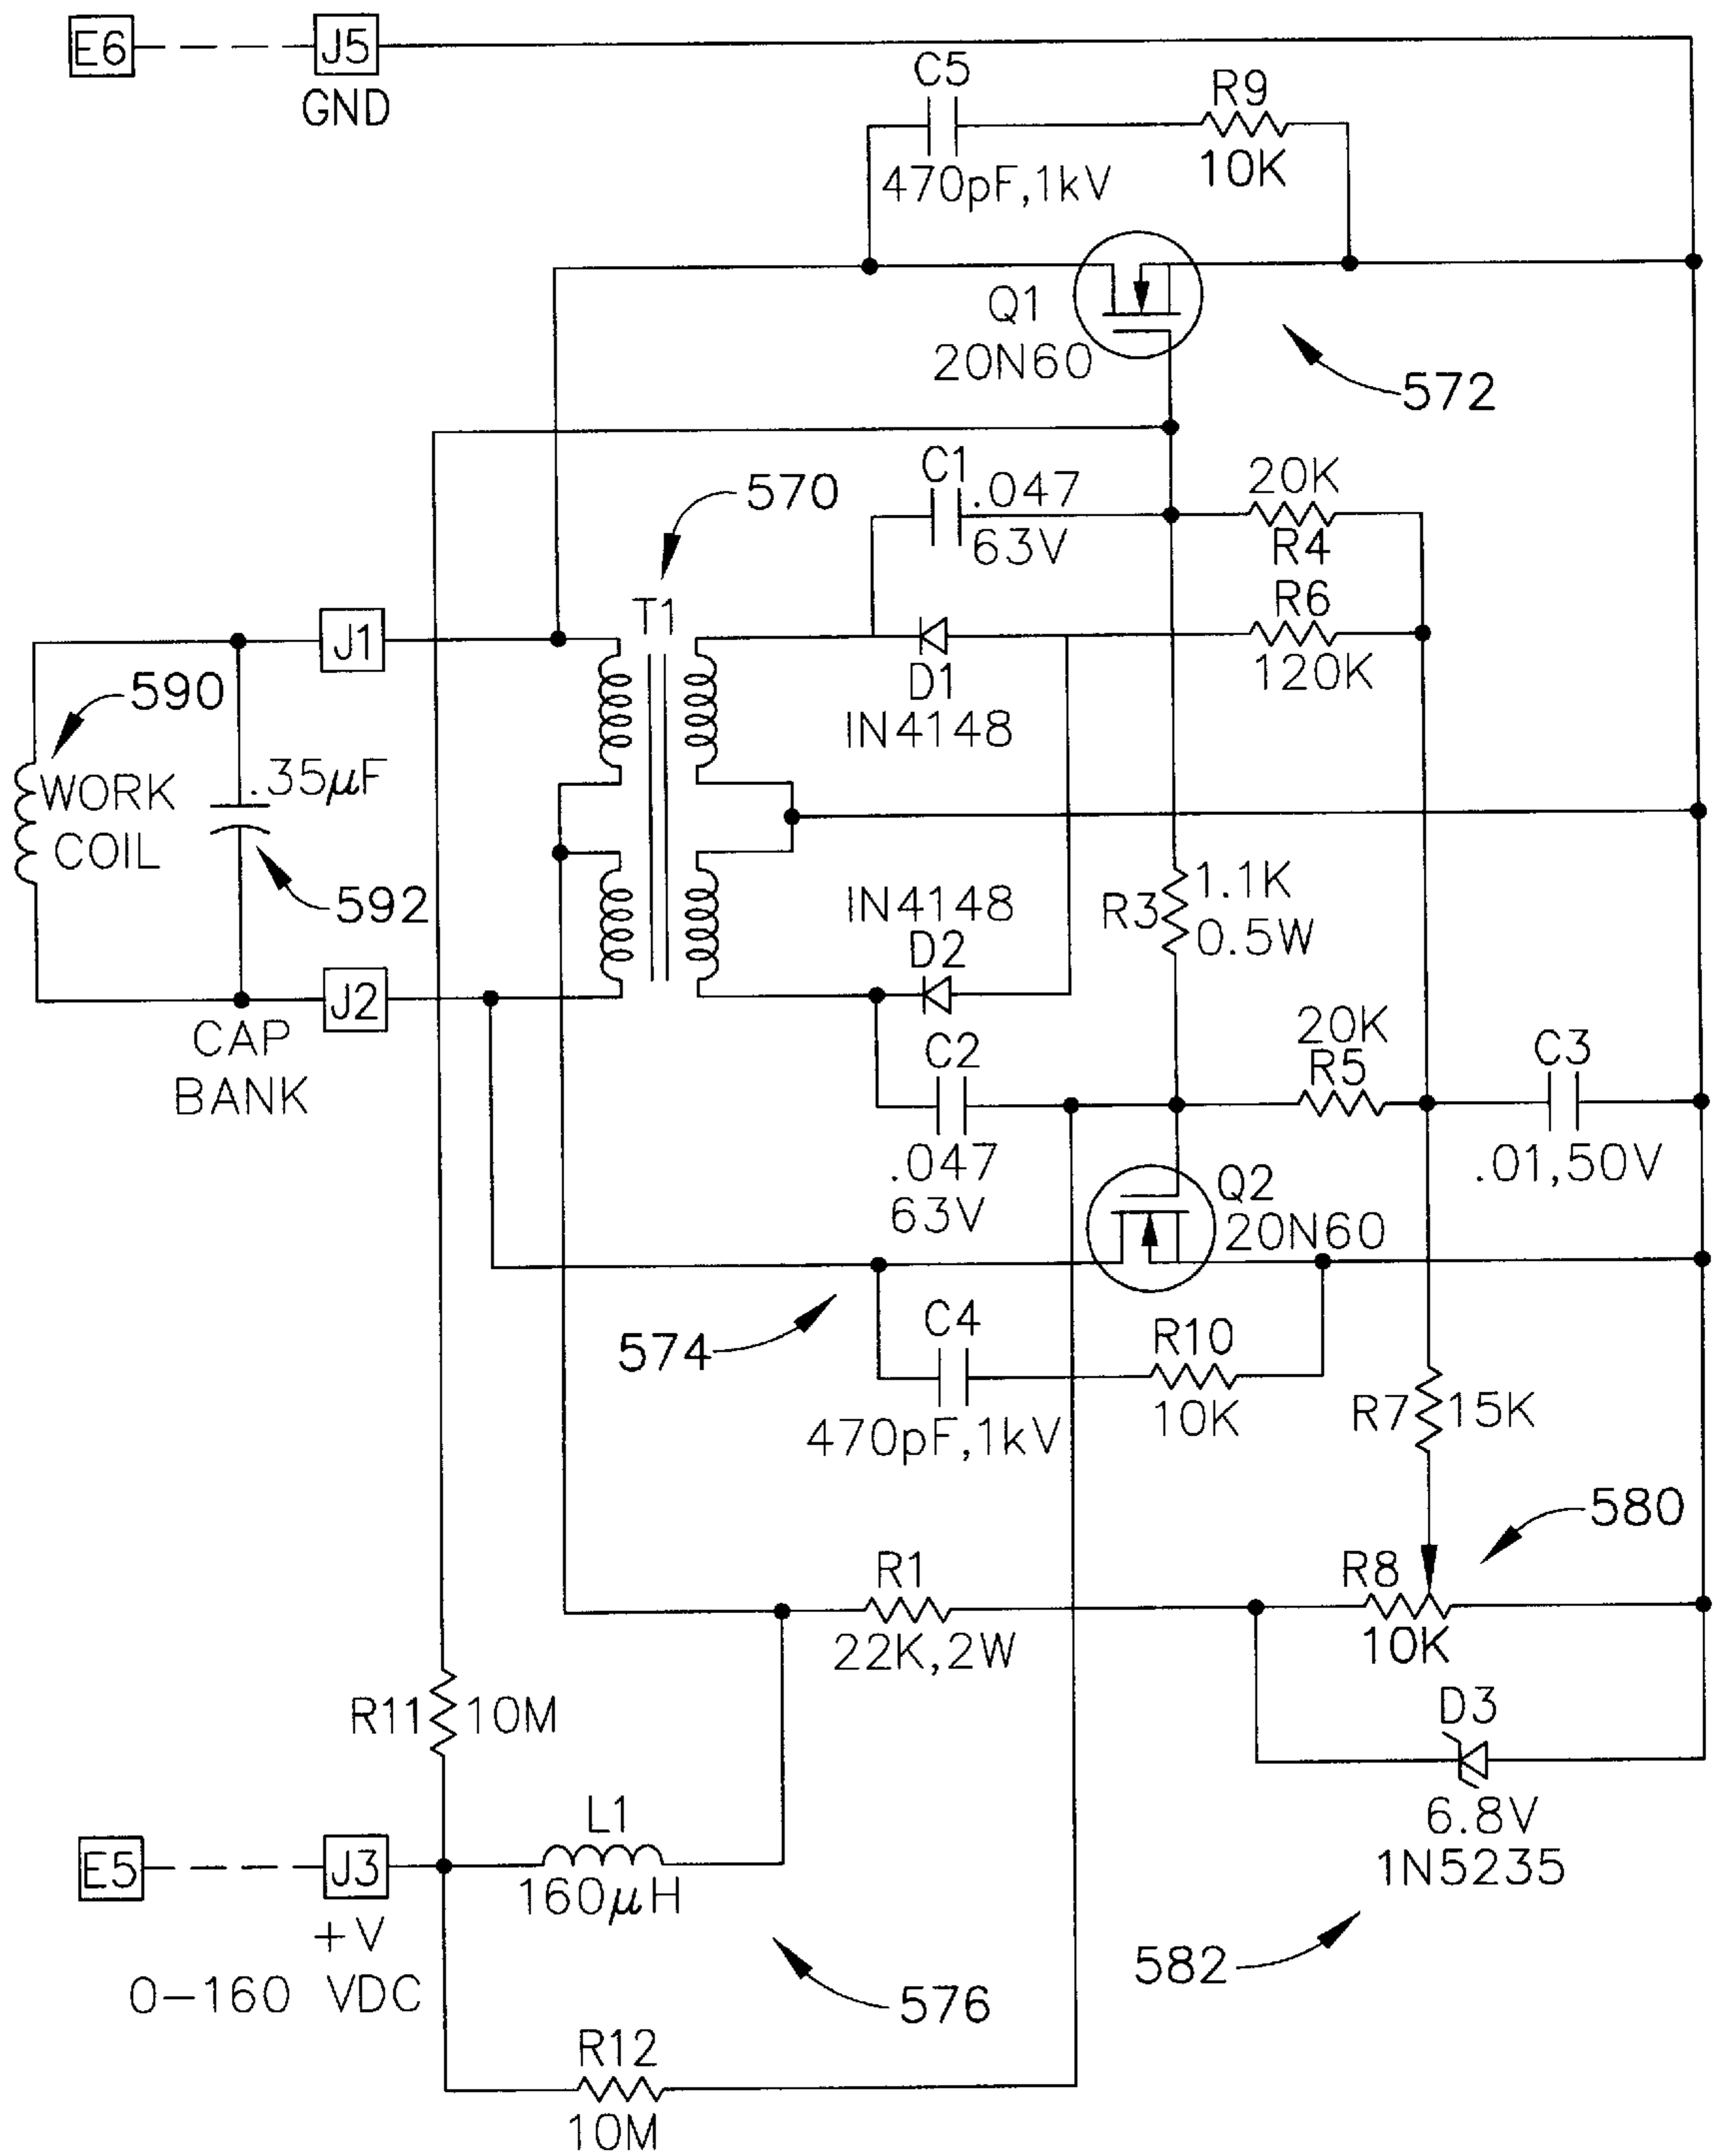 E6
J5
GND
C5
470pF,1kV
R9
10K
Q1
20N60
572
570
C1
.047
63V
20K
R4
T1
R6
120K
J1
D1
IN4148
590
WORK
COIL
.35μF
592
IN4148
D2
R3
1.1K
0.5W
J2
CAP
BANK
C2
.047
63V
20K
R5
C3
.01,50V
Q2
20N60
574
C4
470pF,1kV
R10
10K
R7
15K
580
R1
22K,2W
R8
10K
R11
10M
D3
6.8V
1N5235
582
L1
160μH
E5
J3
+V
0-160 VDC
576
R12
10M